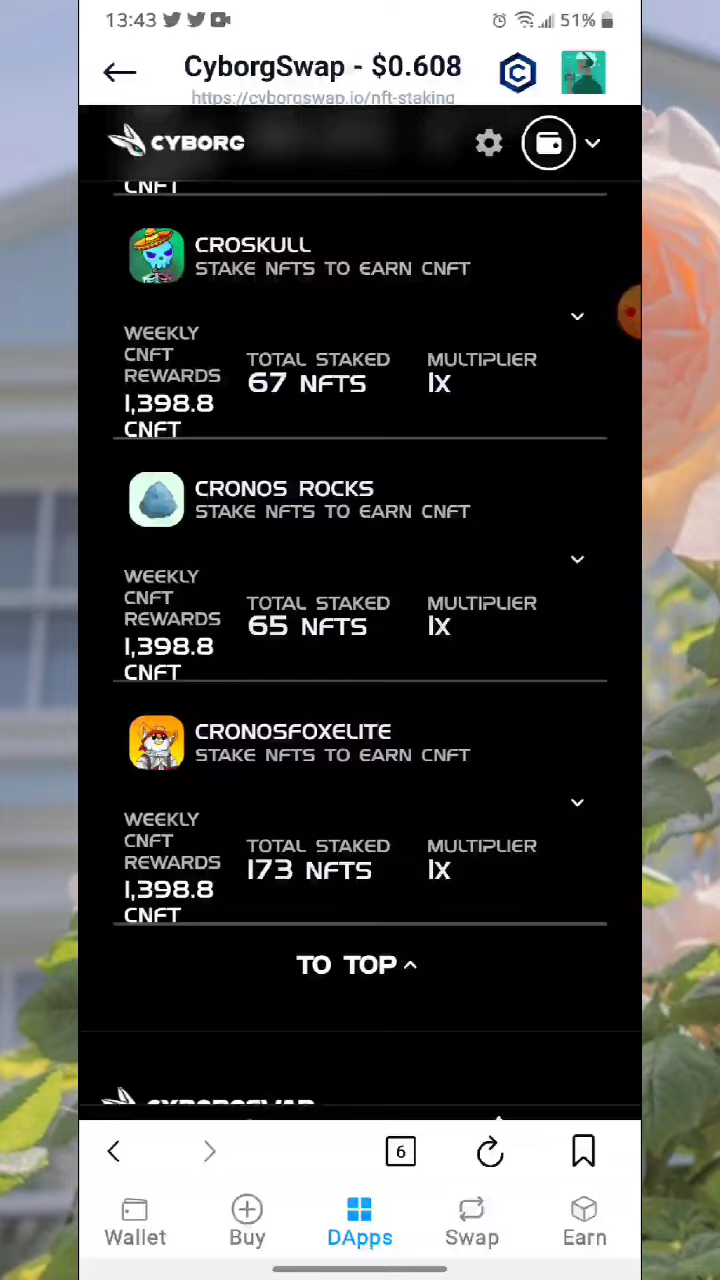 13:43 51%
CyborgSwap - $0.608
https://cyborgswap.io/nft-staking
CYBORG
CNFT
CROSKULL
STAKE NFTS TO EARN CNFT
WEEKLY
CNFT
REWARDS
1,398.8
CNFT
TOTAL STAKED
67 NFTS
MULTIPLIER
1X
CRONOS ROCKS
STAKE NFTS TO EARN CNFT
WEEKLY
CNFT
REWARDS
1,398.8
CNFT
TOTAL STAKED
65 NFTS
MULTIPLIER
1X
CRONOSFOXELITE
STAKE NFTS TO EARN CNFT
WEEKLY
CNFT
REWARDS
1,398.8
CNFT
TOTAL STAKED
173 NFTS
MULTIPLIER
1X
TO TOP
CYBORGSWAP
6
Wallet Buy DApps Swap Earn